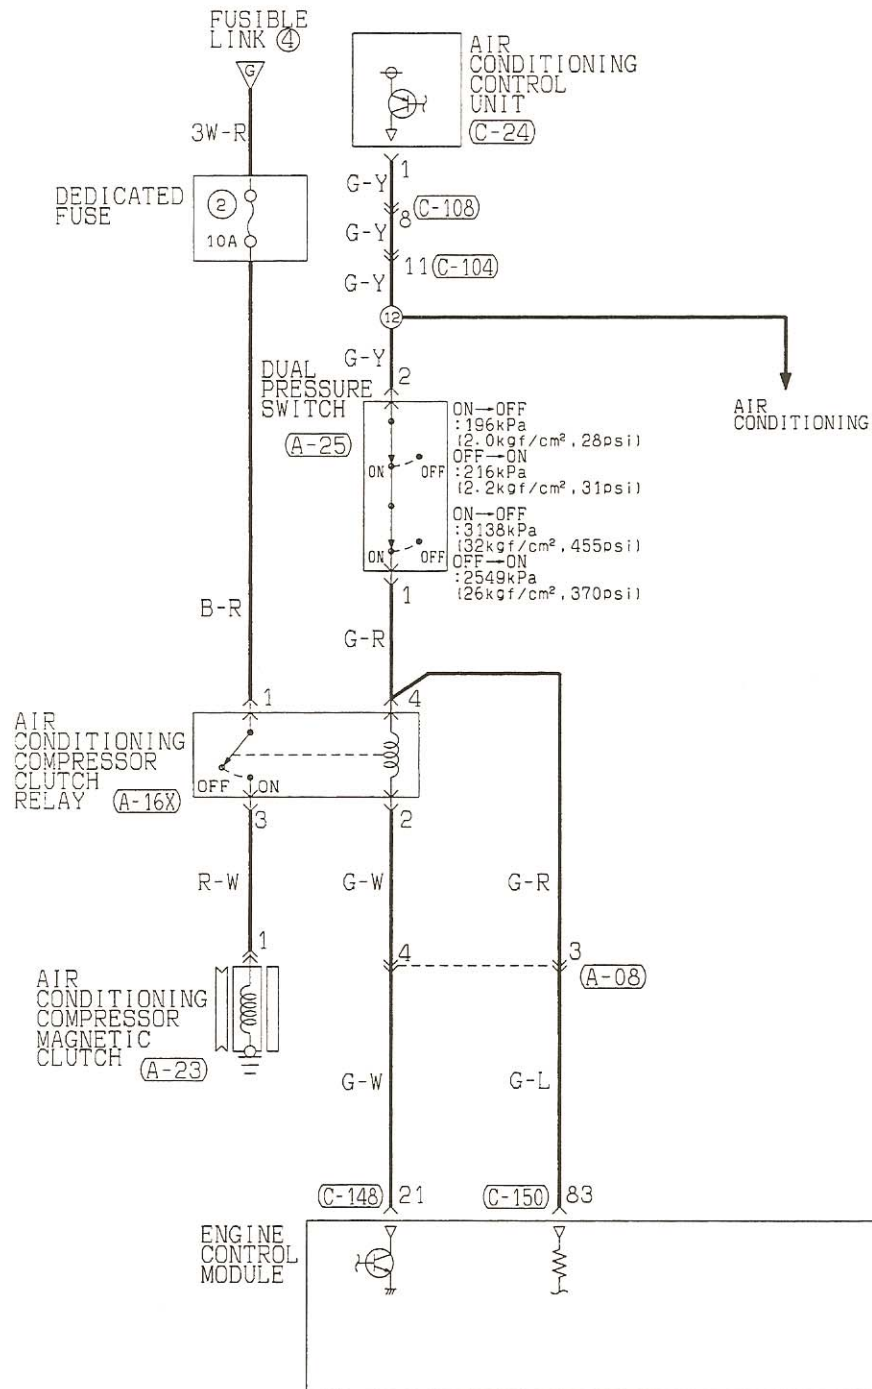 FUSIBLE
LINK ④
G
3W-R
AIR
CONDITIONING
CONTROL
UNIT
C-24
1
G-Y
8
C-108
G-Y
11
C-104
G-Y
12
DEDICATED
FUSE
2
10A
G-Y
2
DUAL
PRESSURE
SWITCH
A-25
ON OFF
ON OFF
ON→OFF
:196kPa
(2.0kgf/cm², 28psi)
OFF→ON
:216kPa
(2.2kgf/cm², 31psi)
ON→OFF
:3138kPa
(32kgf/cm², 455psi)
OFF→ON
:2549kPa
(26kgf/cm², 370psi)
AIR
CONDITIONING
B-R
1
G-R
1
4
AIR
CONDITIONING
COMPRESSOR
CLUTCH
RELAY
A-16X
OFF ON
3
2
R-W
G-W
G-R
1
4
3
A-08
AIR
CONDITIONING
COMPRESSOR
MAGNETIC
CLUTCH
A-23
G-W
G-L
C-148
21
C-150
83
ENGINE
CONTROL
MODULE